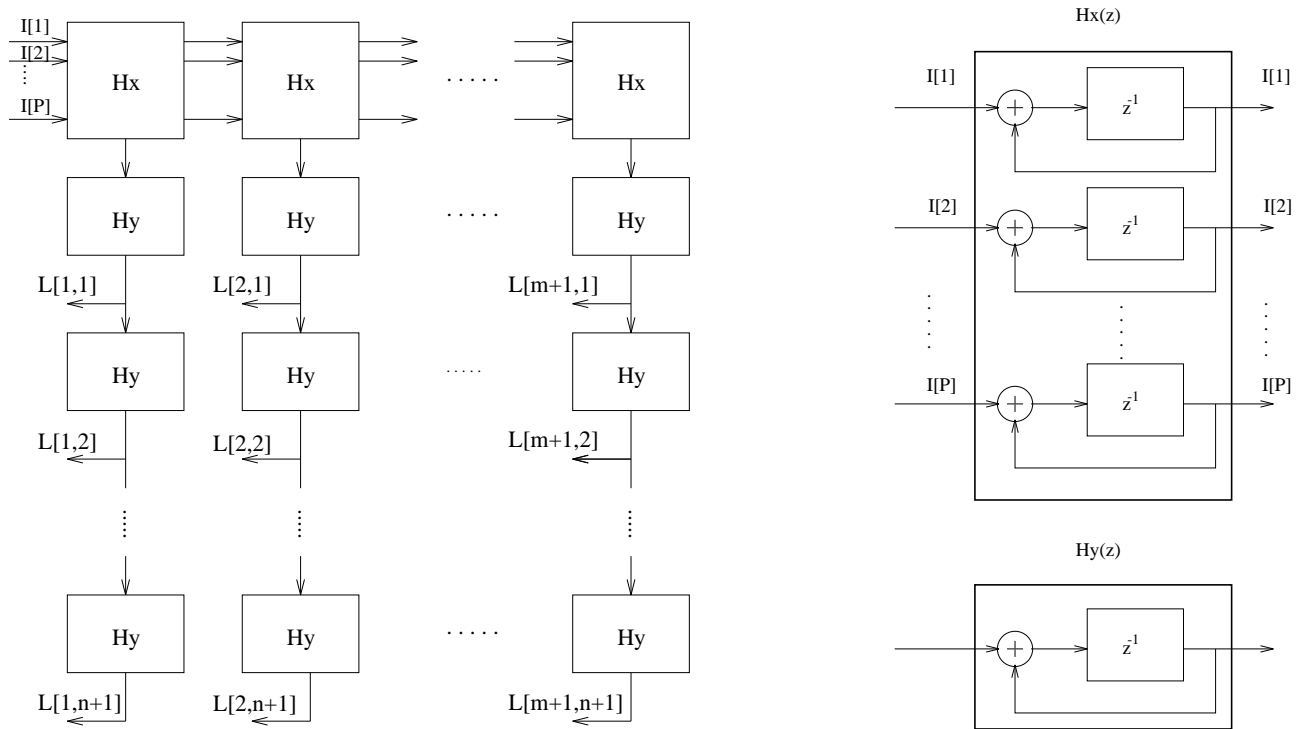 I[1]
I[2]
I[P]
Hx Hx Hx
Hy Hy Hy
L[1,1] L[2,1] L[m+1,1]
Hy Hy Hy
L[1,2] L[2,2] L[m+1,2]
Hy Hy Hy
L[1,n+1] L[2,n+1] L[m+1,n+1]
Hx(z)
I[1] + z⁻¹ I[1]
I[2] + z⁻¹ I[2]
I[P] + z⁻¹ I[P]
Hy(z)
+ z⁻¹